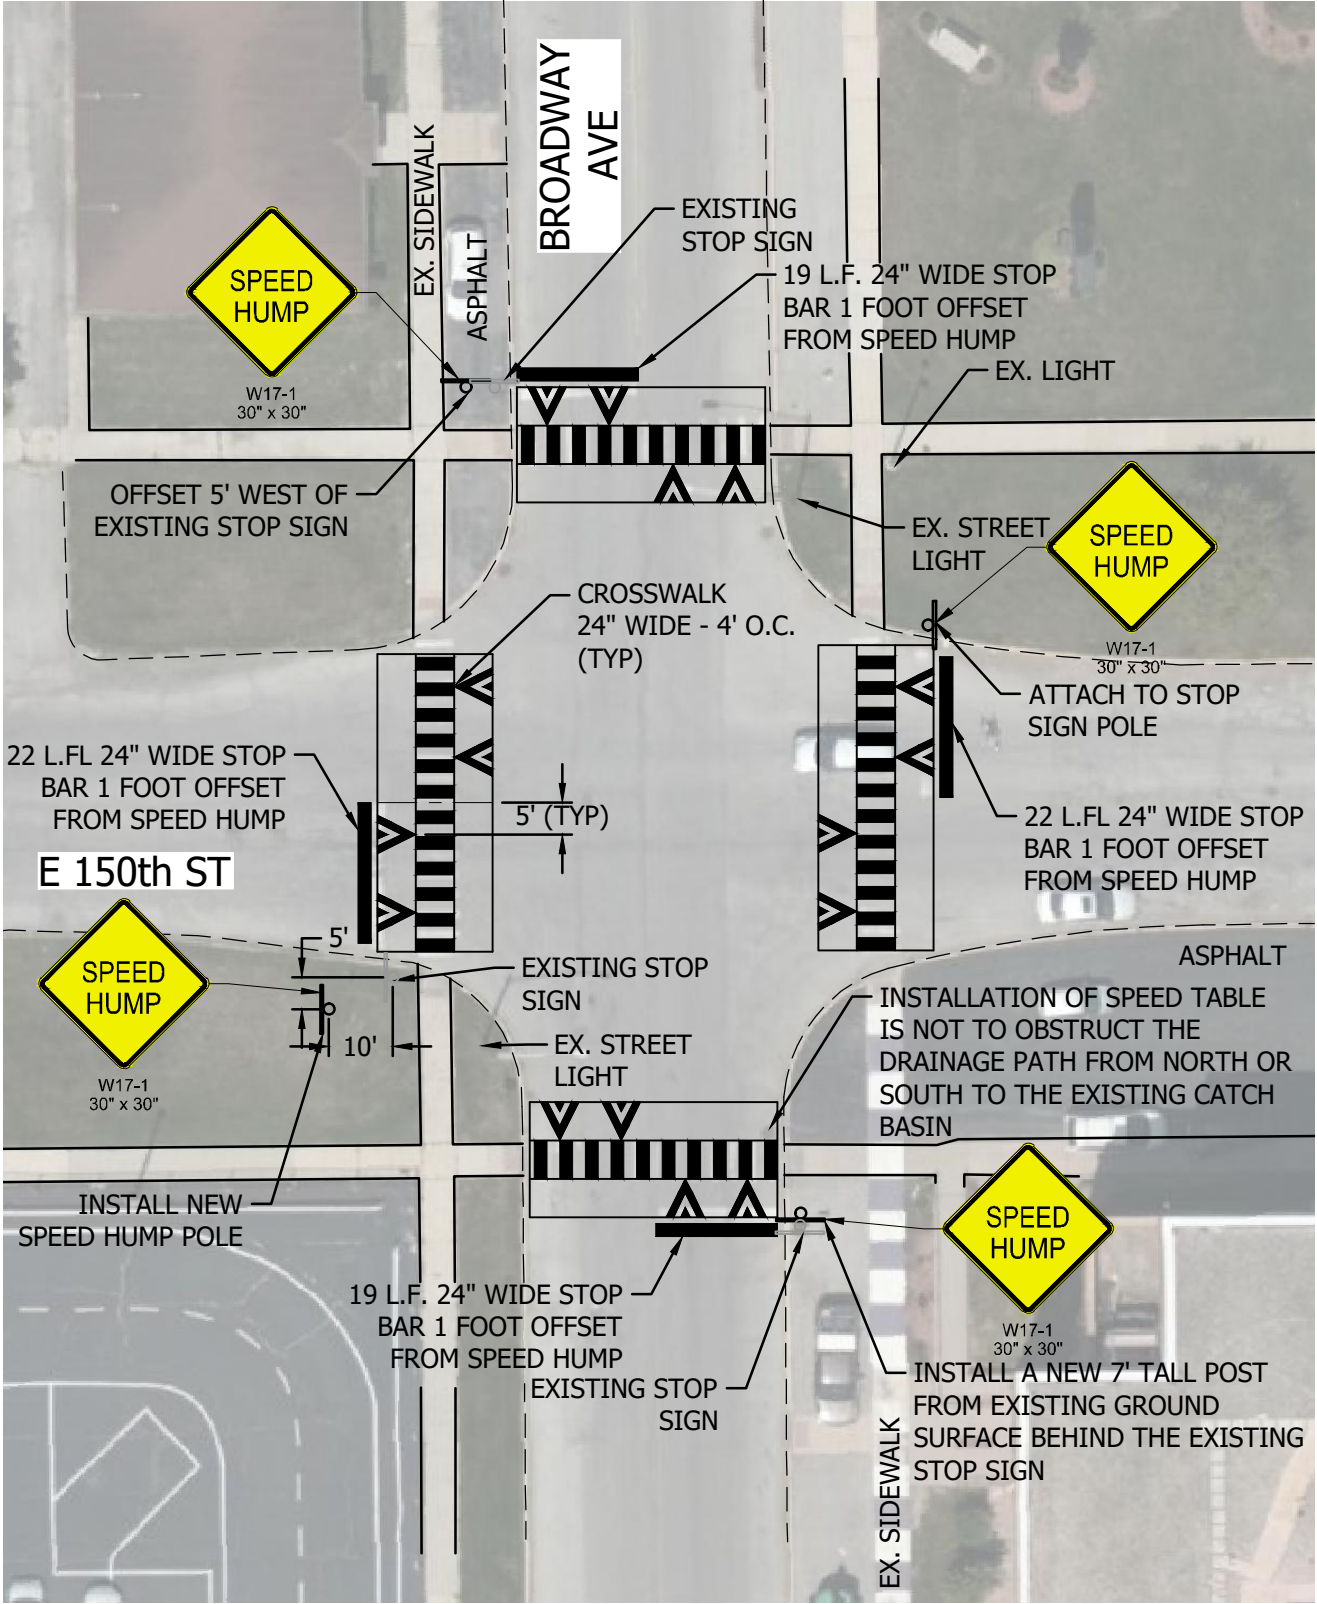 BROADWAY
AVE
EX. SIDEWALK
ASPHALT
EXISTING
STOP SIGN
19 L.F. 24" WIDE STOP
BAR 1 FOOT OFFSET
FROM SPEED HUMP
SPEED
HUMP
W17-1
30" x 30"
EX. LIGHT
OFFSET 5' WEST OF
EXISTING STOP SIGN
EX. STREET
LIGHT
SPEED
HUMP
W17-1
30" x 30"
CROSSWALK
24" WIDE - 4' O.C.
(TYP)
ATTACH TO STOP
SIGN POLE
22 L.FL 24" WIDE STOP
BAR 1 FOOT OFFSET
FROM SPEED HUMP
5' (TYP)
22 L.FL 24" WIDE STOP
BAR 1 FOOT OFFSET
FROM SPEED HUMP
E 150th ST
SPEED
HUMP
W17-1
30" x 30"
5'
10'
EXISTING STOP
SIGN
ASPHALT
EX. STREET
LIGHT
INSTALLATION OF SPEED TABLE
IS NOT TO OBSTRUCT THE
DRAINAGE PATH FROM NORTH OR
SOUTH TO THE EXISTING CATCH
BASIN
INSTALL NEW
SPEED HUMP POLE
SPEED
HUMP
W17-1
30" x 30"
19 L.F. 24" WIDE STOP
BAR 1 FOOT OFFSET
FROM SPEED HUMP
EXISTING STOP
SIGN
INSTALL A NEW 7' TALL POST
FROM EXISTING GROUND
SURFACE BEHIND THE EXISTING
STOP SIGN
EX. SIDEWALK